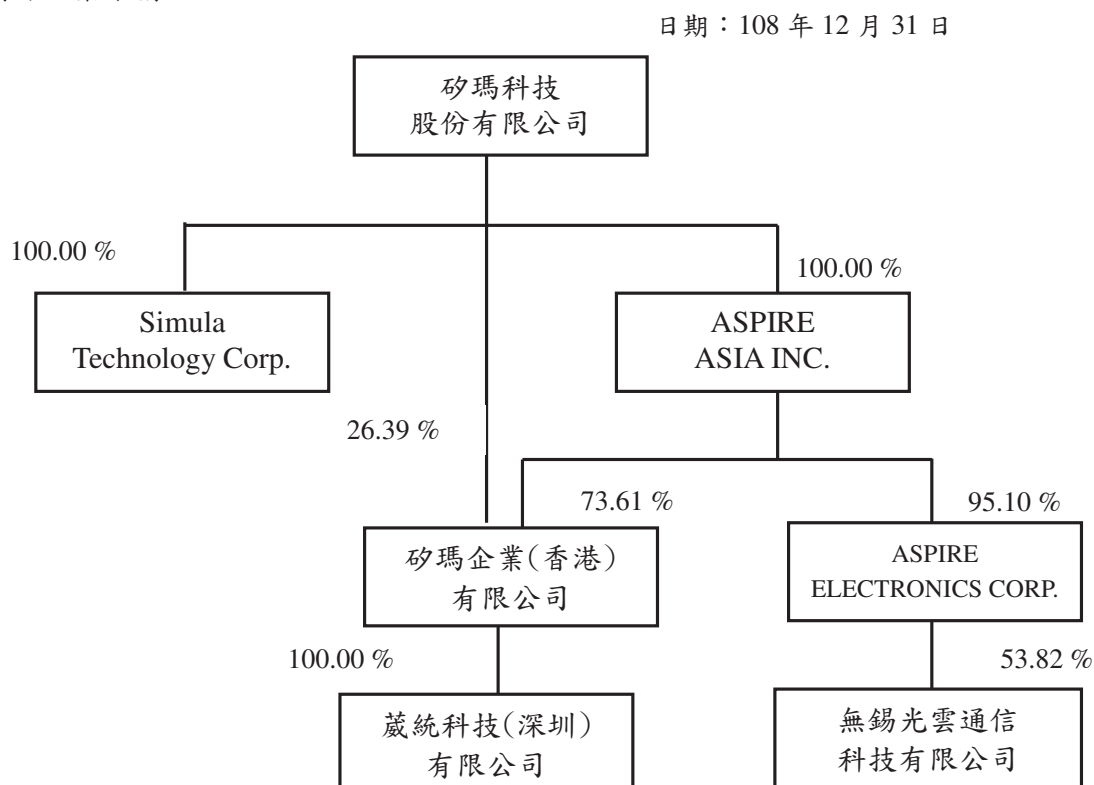 日期：108 年 12 月 31 日
矽瑪科技
股份有限公司
100.00 %
100.00 %
Simula
Technology Corp.
ASPIRE
ASIA INC.
26.39 %
73.61 %
95.10 %
矽瑪企業(香港)
有限公司
ASPIRE
ELECTRONICS CORP.
100.00 %
53.82 %
葳統科技(深圳)
有限公司
無錫光雲通信
科技有限公司